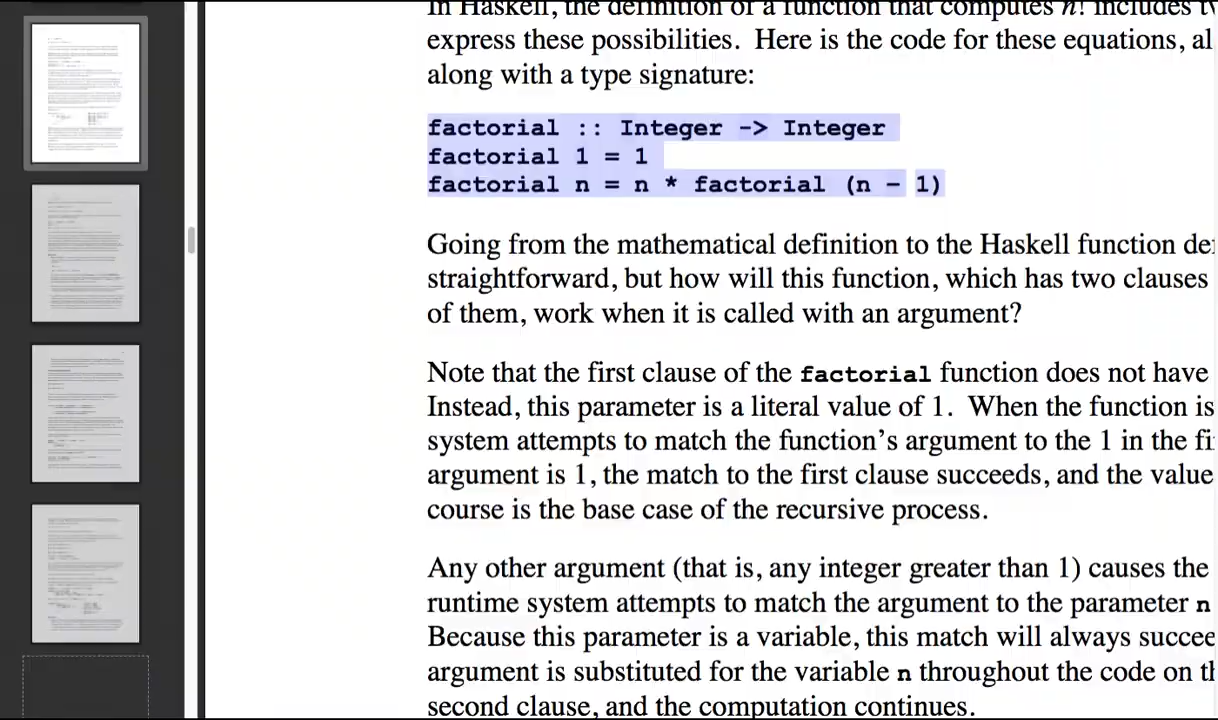 In Haskell, the definition of a function that computes n! includes
express these possibilities. Here is the code for these equations,
along with a type signature:
factorial :: Integer -> Integer
factorial 1 = 1
factorial n = n * factorial (n - 1)
Going from the mathematical definition to the Haskell function
straightforward, but how will this function, which has two clauses
of them, work when it is called with an argument?
Note that the first clause of the factorial function does not have
Instead, this parameter is a literal value of 1. When the function is
system attempts to match the function’s argument to the 1 in the
argument is 1, the match to the first clause succeeds, and the value
course is the base case of the recursive process.
Any other argument (that is, any integer greater than 1) causes the
runtime system attempts to match the argument to the parameter n
Because this parameter is a variable, this match will always
argument is substituted for the variable n throughout the code on
second clause, and the computation continues.